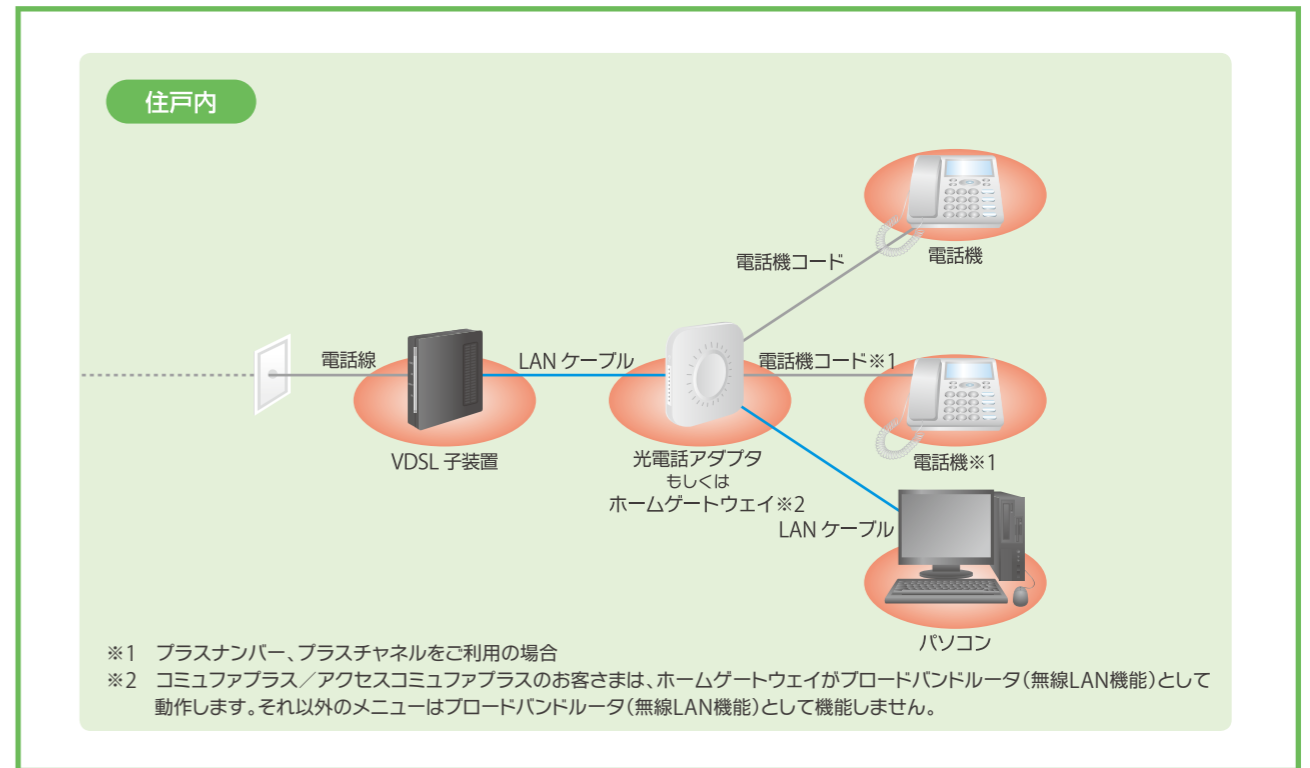 住戸内
電話機コード
電話機
電話線
LAN ケーブル
電話機コード※1
VDSL 子装置
光電話アダプタ
もしくは
ホームゲートウェイ※2
電話機※1
LAN ケーブル
パソコン
※1 プラスナンバー、プラスチャネルをご利用の場合
※2 コミュファプラス／アクセスコミュファプラスのお客さまは、ホームゲートウェイがブロードバンドルータ(無線LAN機能)として
動作します。それ以外のメニューはブロードバンドルータ(無線LAN機能)として機能しません。